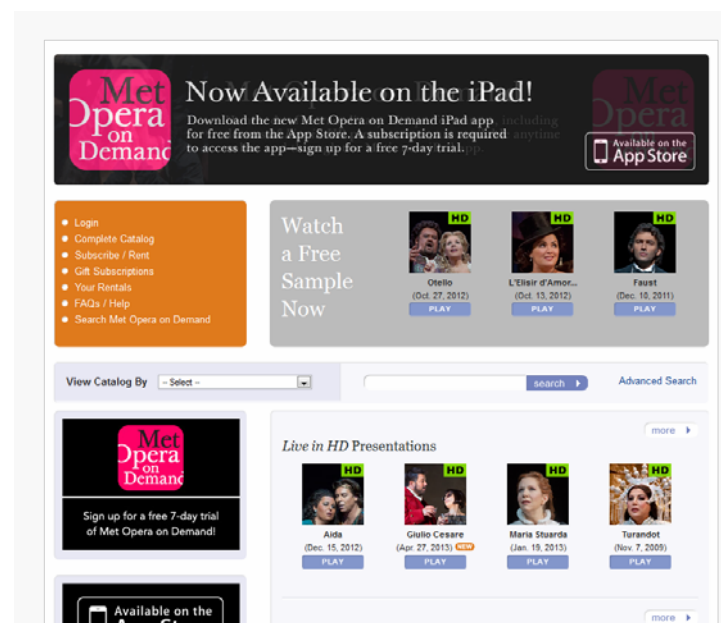 Met
Opera
on
Demand
Now Available on the iPad!
Download the new Met Opera on Demand iPad app
for free from the App Store. A subscription is required
to access the app—sign up for a free 7-day trial.
including
anytime
Met
Opera
Demand
Available on the
App Store
Login
Complete Catalog
Subscribe / Rent
Gift Subscriptions
Your Rentals
FAQs / Help
Search Met Opera on Demand
Watch
a Free
Sample
Now
HD HD HD
Otello L'Elisir d'Amor... Faust
(Oct. 27, 2012) (Oct. 13, 2012) (Dec. 10, 2011)
PLAY PLAY PLAY
View Catalog By -- Select -- search Advanced Search
more
Met
Opera
on
Demand
Sign up for a free 7-day trial
of Met Opera on Demand!
Live in HD Presentations
HD HD HD HD
Aida Giulio Cesare Maria Stuarda Turandot
(Dec. 15, 2012) (Apr. 27, 2013) NEW (Jan. 19, 2013) (Nov. 7, 2009)
PLAY PLAY PLAY PLAY
Available on the
more